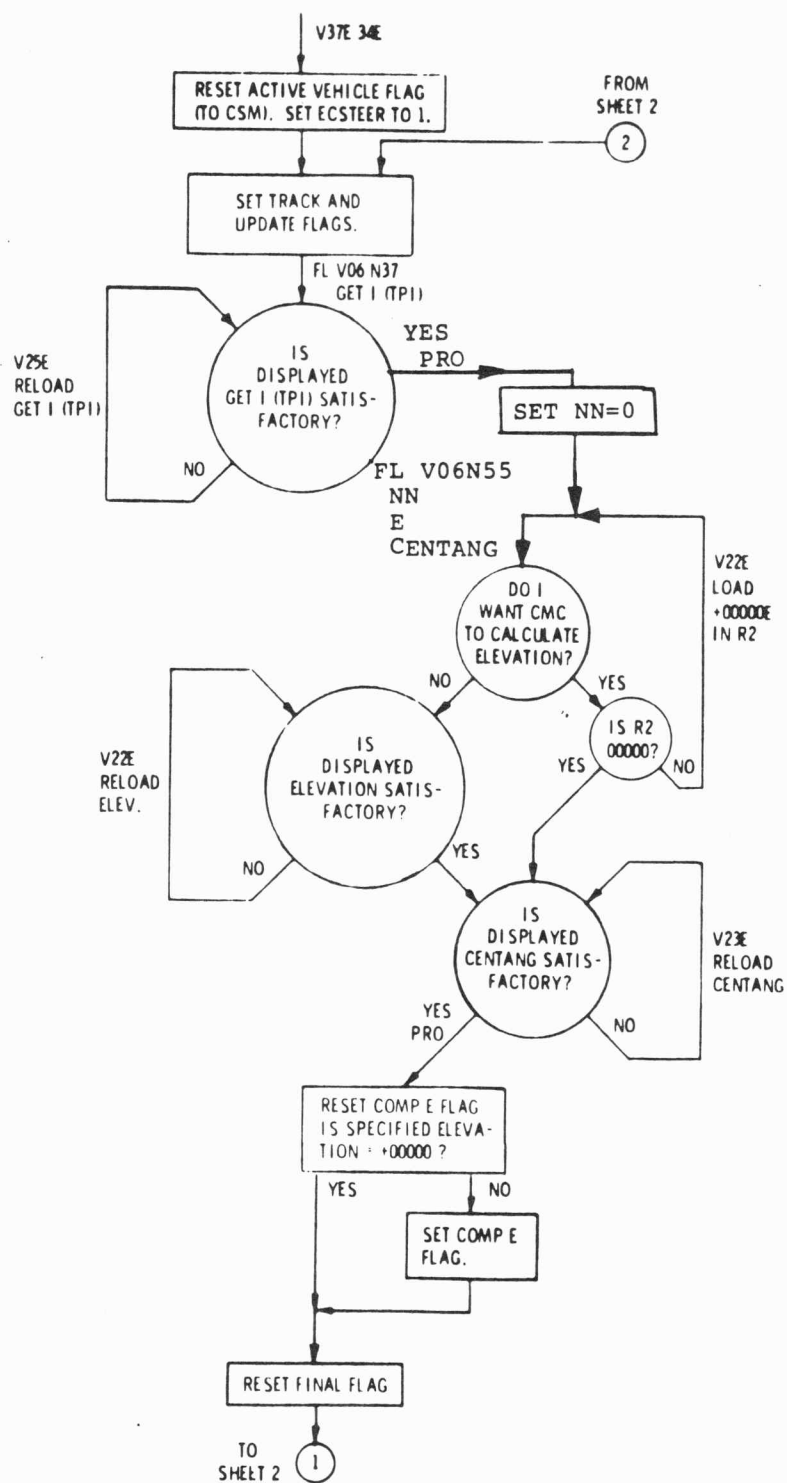 V37E 34E
RESET ACTIVE VEHICLE FLAG
(TO CSM). SET ECSTEER TO 1.
FROM
SHEET 2
2
SET TRACK AND
UPDATE FLAGS.
FL V06 N37
GET I (TPI)
V25E
RELOAD
GET I (TPI)
IS
DISPLAYED
GET I (TPI) SATIS-
FACTORY?
NO
YES
PRO
SET NN=0
FL V06N55
NN
E
CENTANG
V22E
LOAD
+00000E
IN R2
DO I
WANT CMC
TO CALCULATE
ELEVATION?
NO
YES
IS R2
00000?
YES
NO
V22E
RELOAD
ELEV.
IS
DISPLAYED
ELEVATION SATIS-
FACTORY?
NO
YES
IS
DISPLAYED
CENTANG SATIS-
FACTORY?
V23E
RELOAD
CENTANG
YES
PRO
NO
RESET COMP E FLAG
IS SPECIFIED ELEVA-
TION = +00000 ?
YES
NO
SET COMP E
FLAG.
RESET FINAL FLAG
TO
SHEET 2
1